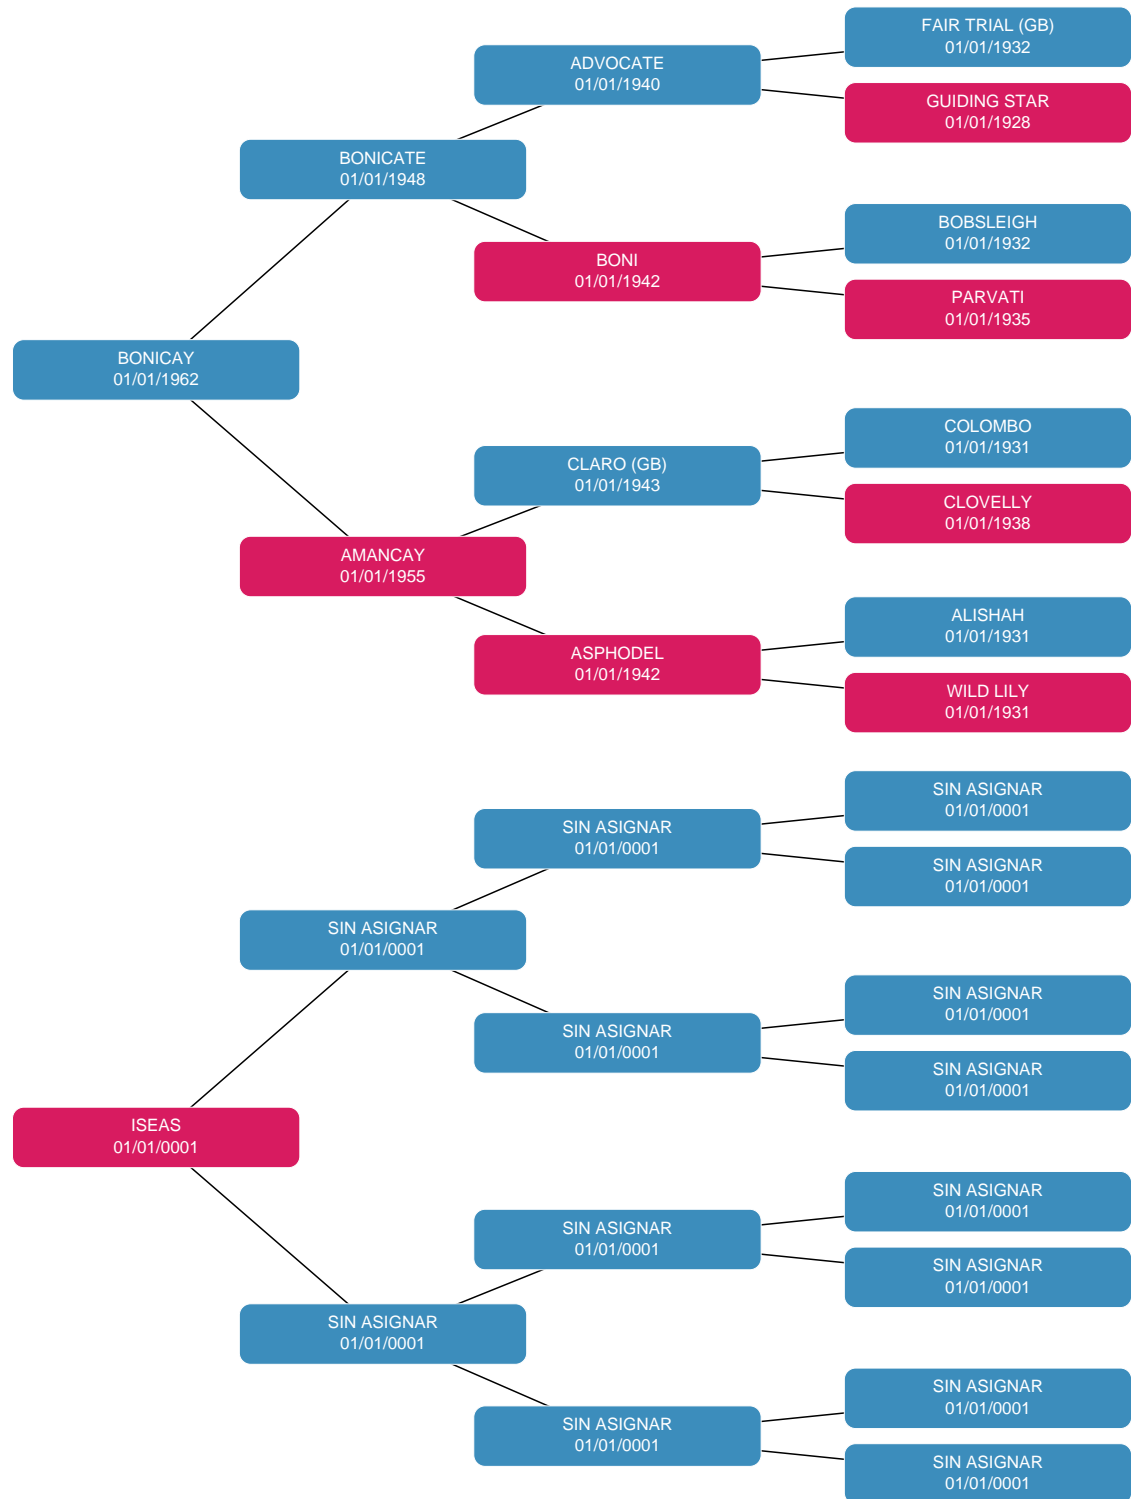 FAIR TRIAL (GB)
01/01/1932
ADVOCATE
01/01/1940
GUIDING STAR
01/01/1928
BONICATE
01/01/1948
BOBSLEIGH
01/01/1932
BONI
01/01/1942
PARVATI
01/01/1935
BONICAY
01/01/1962
COLOMBO
01/01/1931
CLARO (GB)
01/01/1943
CLOVELLY
01/01/1938
AMANCAY
01/01/1955
ALISHAH
01/01/1931
ASPHODEL
01/01/1942
WILD LILY
01/01/1931
SIN ASIGNAR
01/01/0001
SIN ASIGNAR
01/01/0001
SIN ASIGNAR
01/01/0001
SIN ASIGNAR
01/01/0001
SIN ASIGNAR
01/01/0001
SIN ASIGNAR
01/01/0001
SIN ASIGNAR
01/01/0001
ISEAS
01/01/0001
SIN ASIGNAR
01/01/0001
SIN ASIGNAR
01/01/0001
SIN ASIGNAR
01/01/0001
SIN ASIGNAR
01/01/0001
SIN ASIGNAR
01/01/0001
SIN ASIGNAR
01/01/0001
SIN ASIGNAR
01/01/0001